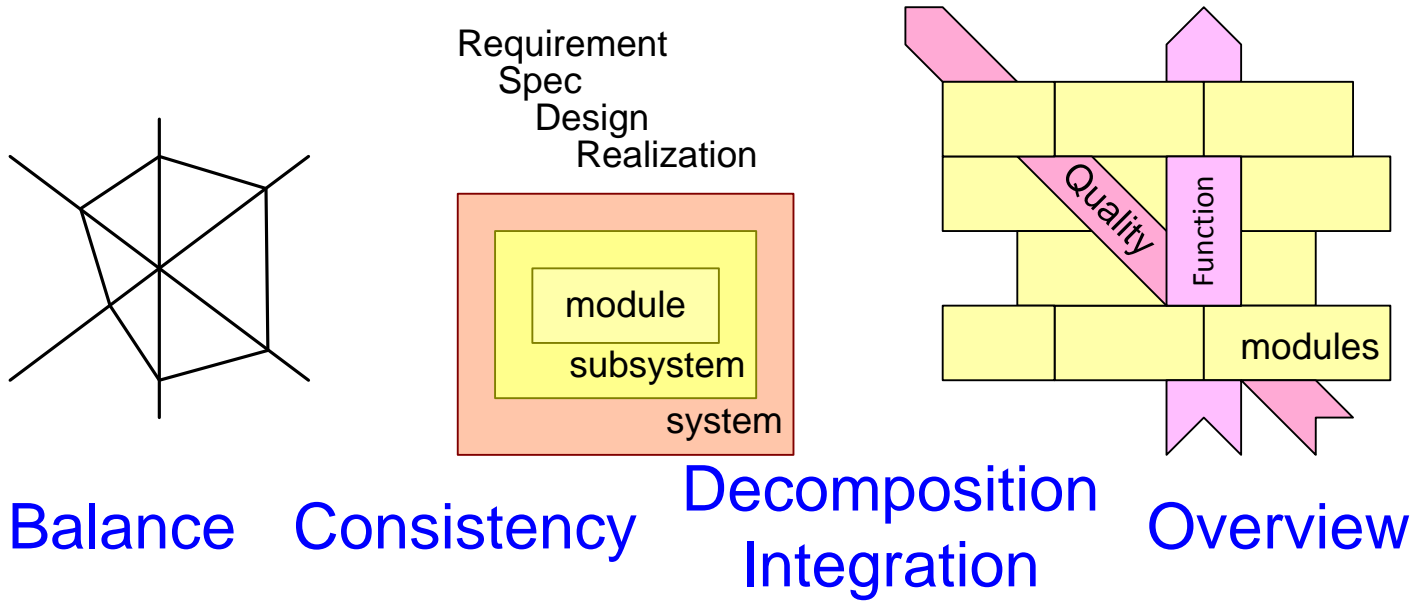 Requirement
Spec
Design
Realization
module
subsystem
system
Quality
Function
modules
Balance
Consistency
Decomposition
Integration
Overview